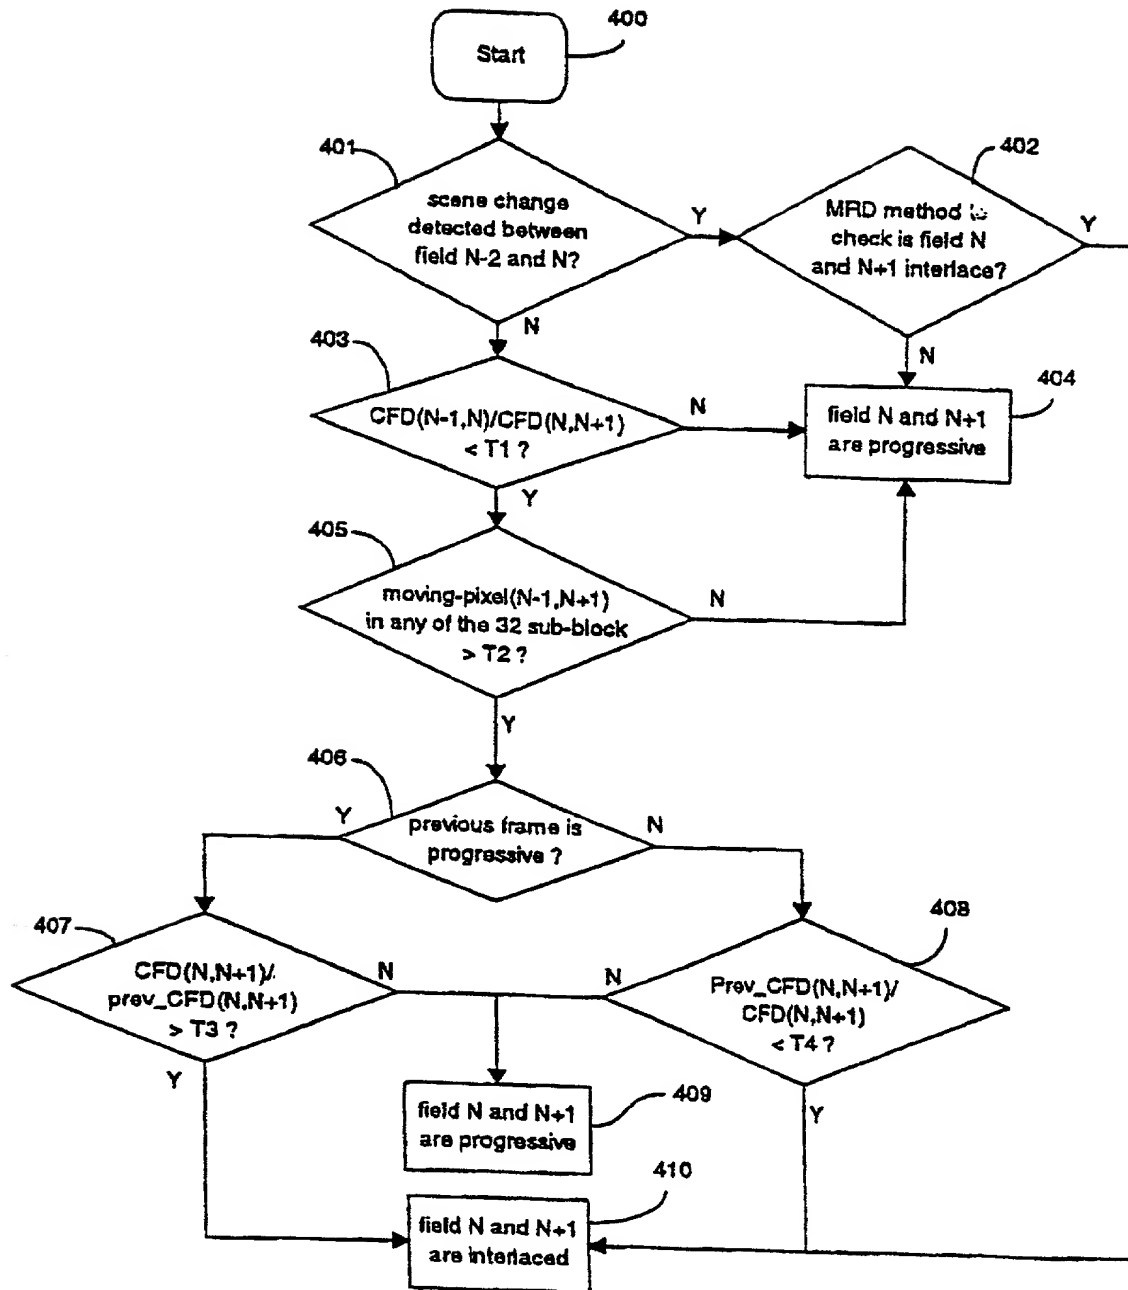 400
Start
401
scene change
detected between
field N-2 and N?
Y
N
402
MRD method to
check is field N
and N+1 interlace?
Y
N
403
CFD(N-1,N)/CFD(N,N+1)
< T1 ?
N
Y
404
field N and N+1
are progressive
405
moving-pixel(N-1,N+1)
in any of the 32 sub-block
> T2 ?
N
Y
406
previous frame is
progressive ?
Y
N
407
CFD(N,N+1)/
prev_CFD(N,N+1)
> T3 ?
N
Y
408
Prev_CFD(N,N+1)/
CFD(N,N+1)
< T4 ?
N
Y
409
field N and N+1
are progressive
410
field N and N+1
are interlaced